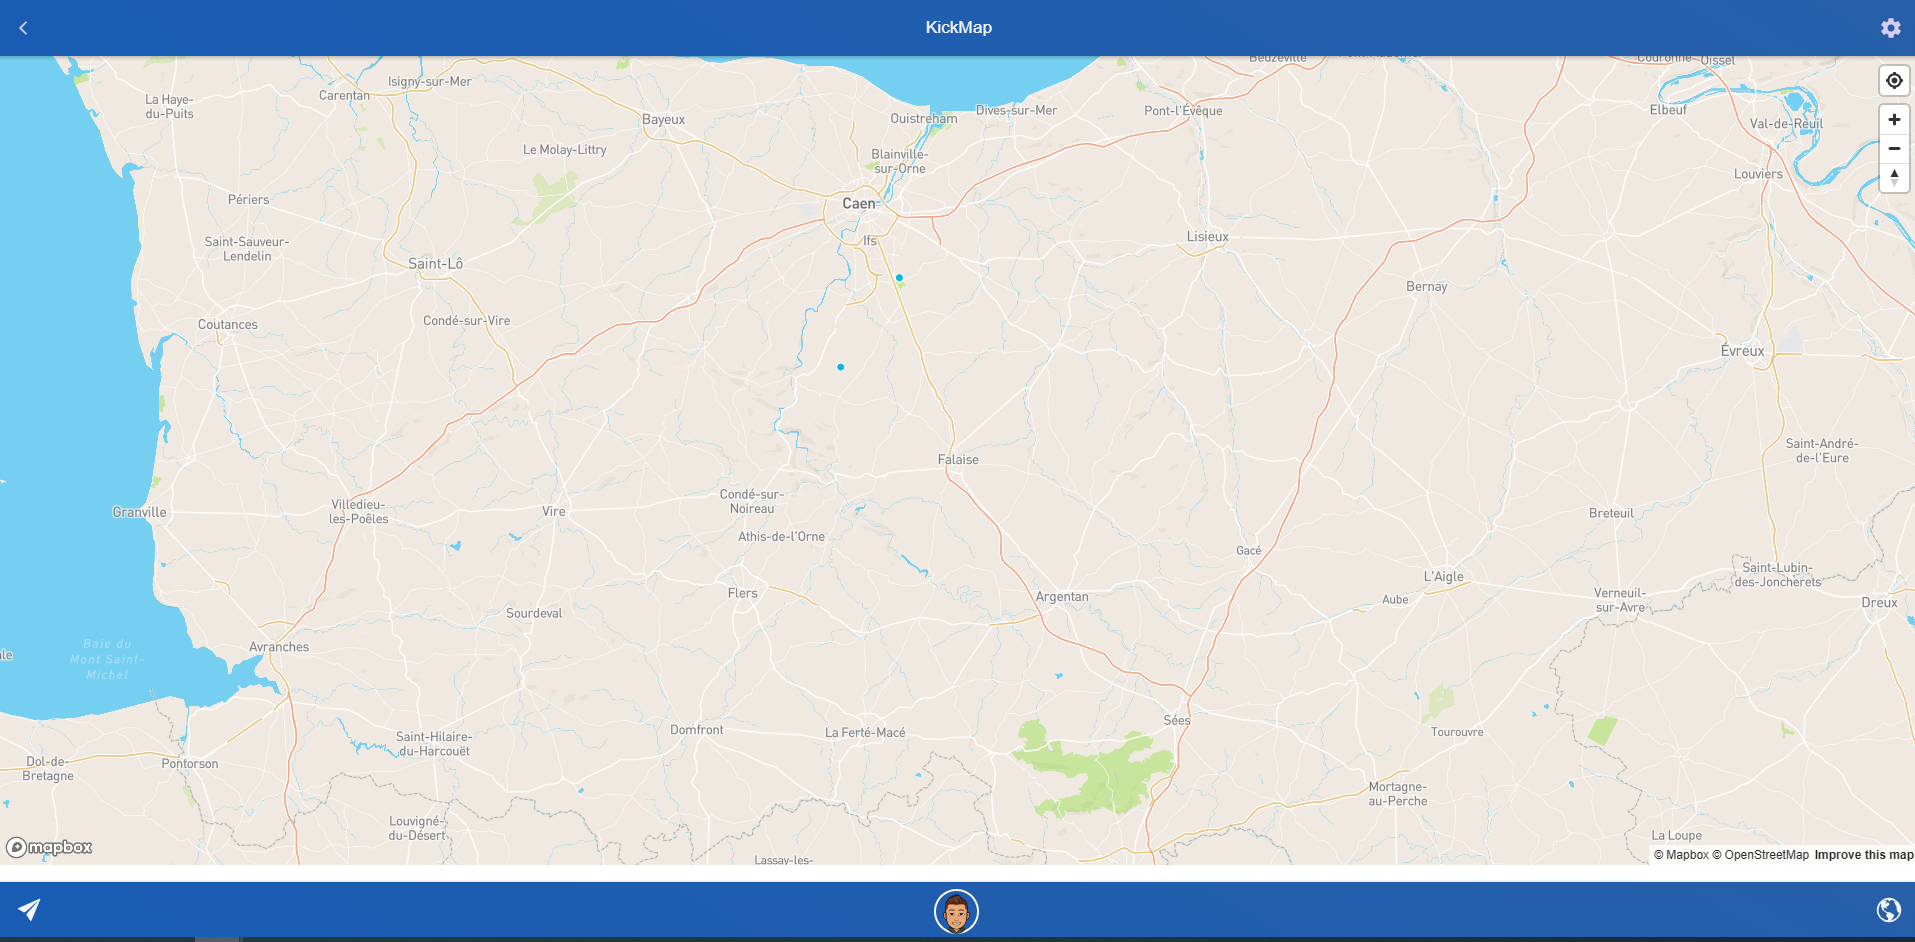 KickMap
Beuzeville
Couronne
Oissel
Isigny-sur-Mer
Carentan
La Haye-
du-Puits
Bayeux
Ouistreham
Dives-sur-Mer
Pont-l'Évêque
Elbeuf
Val-de-Reuil
Le Molay-Littry
Blainville-
sur-Orne
Louviers
Périers
Caen
Saint-Sauveur-
Lendelin
Ifs
Lisieux
Saint-Lô
Bernay
Coutances
Condé-sur-Vire
Évreux
Falaise
Saint-André-
de-l'Eure
Condé-sur-
Noireau
Villedieu-
les-Poêles
Granville
Vire
Breteuil
Athis-de-l'Orne
Gacé
L'Aigle
Saint-Lubin-
des-Joncherets
Flers
Argentan
Aube
Verneuil-
sur-Avre
Dreux
Sourdeval
Avranches
Baie du
Mont Saint-
Michel
Sées
Saint-Hilaire-
du-Harcouët
Domfront
La Ferté-Macé
Tourouvre
Dol-de-
Bretagne
Pontorson
Mortagne-
au-Perche
Louvigné-
du-Désert
La Loupe
Lassay-les-
mapbox
© Mapbox © OpenStreetMap Improve this map